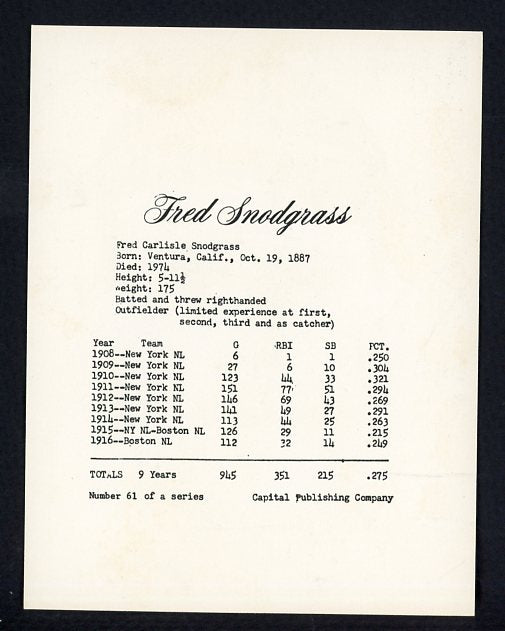 Fred Snodgrass
Fred Carlisle Snodgrass
Born: Ventura, Calif., Oct. 19, 1887
Died: 1974
Height: 5-11½
Weight: 175
Batted and threw righthanded
Outfielder (limited experience at first,
second, third and as catcher)
Year Team G RBI SB PCT.
1908--New York NL 6 1 1 .250
1909--New York NL 27 6 10 .304
1910--New York NL 123 44 33 .321
1911--New York NL 151 77 51 .294
1912--New York NL 146 69 43 .269
1913--New York NL 141 49 27 .291
1914--New York NL 113 44 25 .263
1915--NY NL-Boston NL 126 29 11 .215
1916--Boston NL 112 32 14 .249
TOTALS 9 Years 945 351 215 .275
Number 61 of a series Capital Publishing Company